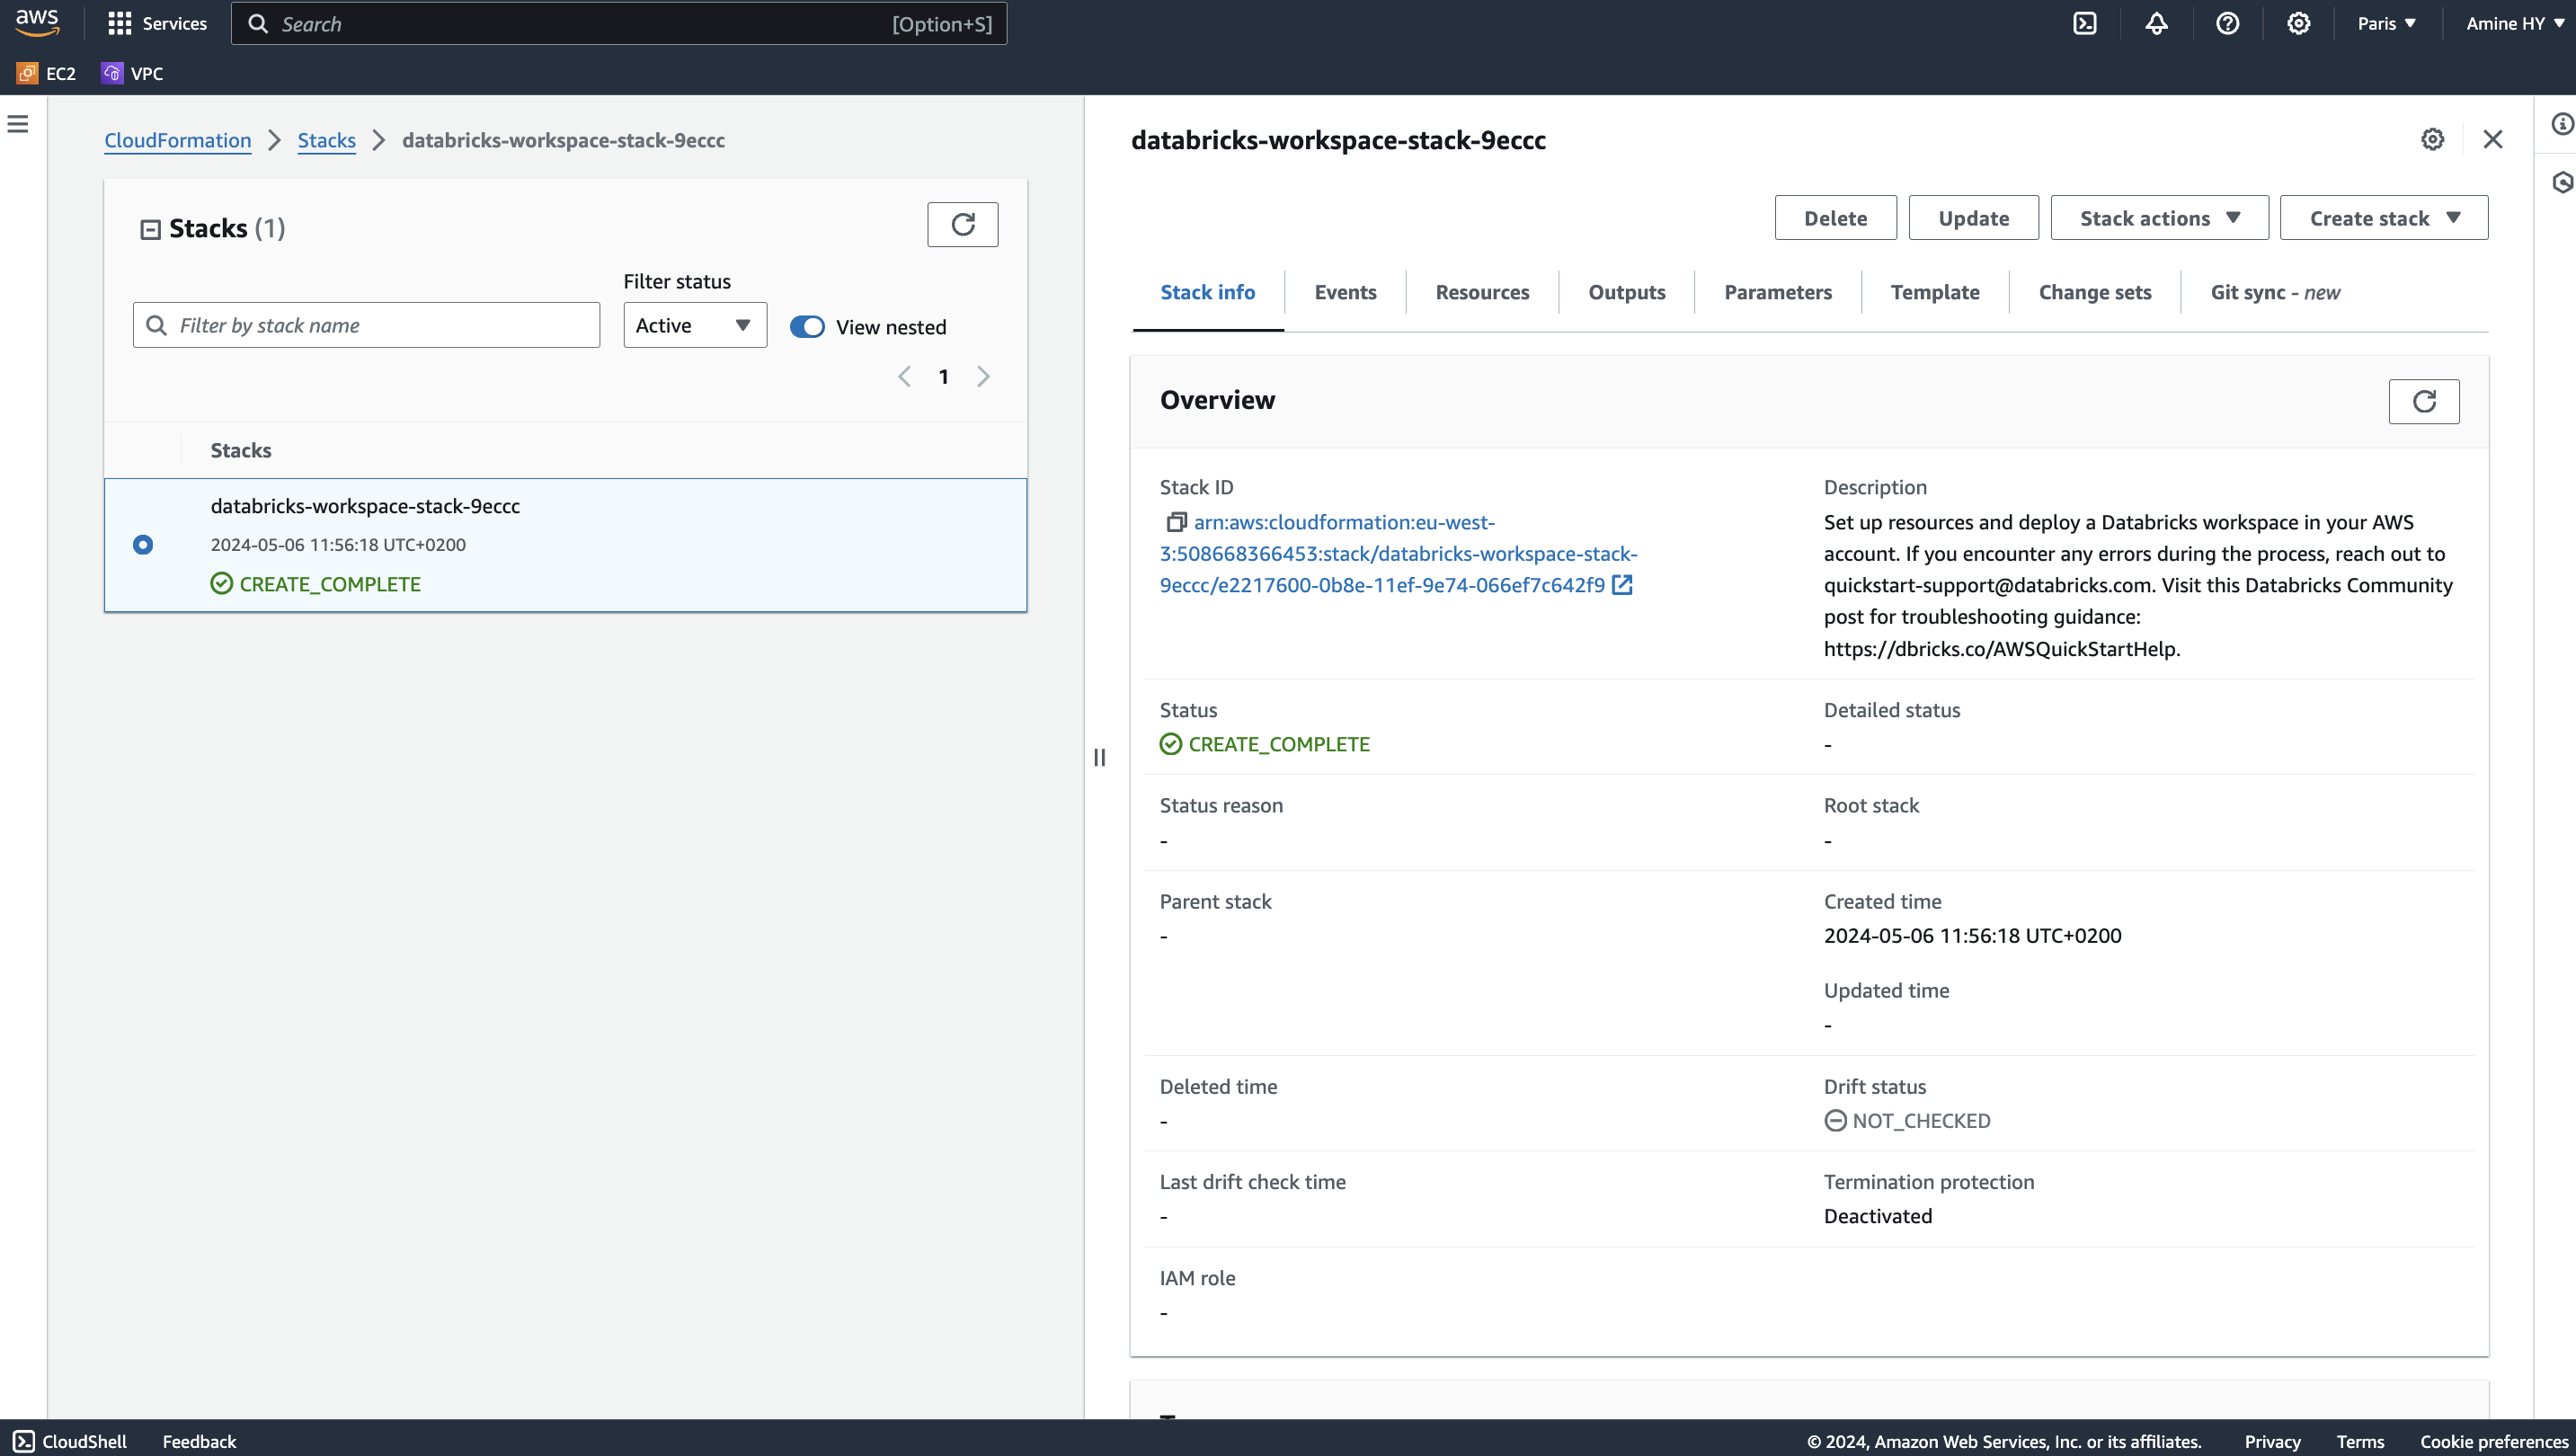 aws
Services
Search
[Option+S]
Paris
Amine HY
EC2
VPC
CloudFormation
Stacks
databricks-workspace-stack-9eccc
Stacks (1)
Filter status
Filter by stack name
Active
View nested
1
Stacks
databricks-workspace-stack-9eccc
2024-05-06 11:56:18 UTC+0200
CREATE_COMPLETE
databricks-workspace-stack-9eccc
Delete
Update
Stack actions
Create stack
Stack info
Events
Resources
Outputs
Parameters
Template
Change sets
Git sync - new
Overview
Stack ID
arn:aws:cloudformation:eu-west-
3:508668366453:stack/databricks-workspace-stack-
9eccc/e2217600-0b8e-11ef-9e74-066ef7c642f9
Description
Set up resources and deploy a Databricks workspace in your AWS
account. If you encounter any errors during the process, reach out to
quickstart-support@databricks.com. Visit this Databricks Community
post for troubleshooting guidance:
https://dbricks.co/AWSQuickStartHelp.
Status
CREATE_COMPLETE
Detailed status
-
Status reason
-
Root stack
-
Parent stack
-
Created time
2024-05-06 11:56:18 UTC+0200
Updated time
-
Deleted time
-
Drift status
NOT_CHECKED
Last drift check time
-
Termination protection
Deactivated
IAM role
-
CloudShell
Feedback
© 2024, Amazon Web Services, Inc. or its affiliates.
Privacy
Terms
Cookie preferences